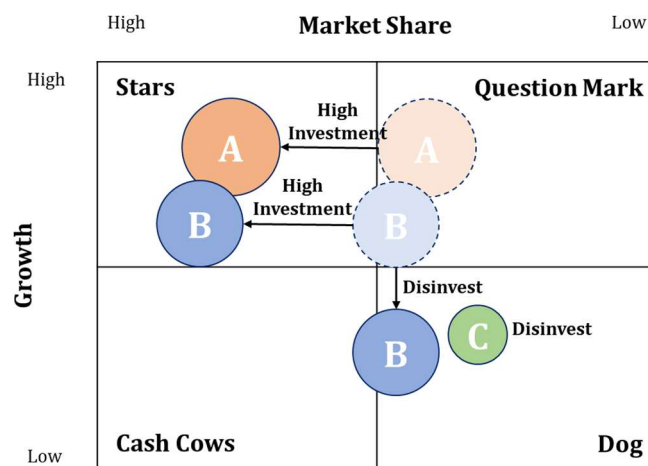 High Market Share Low
High
Stars Question Mark
High
Investment
A A
High
Investment
B B
Growth
Disinvest
B C Disinvest
Cash Cows Dog
Low